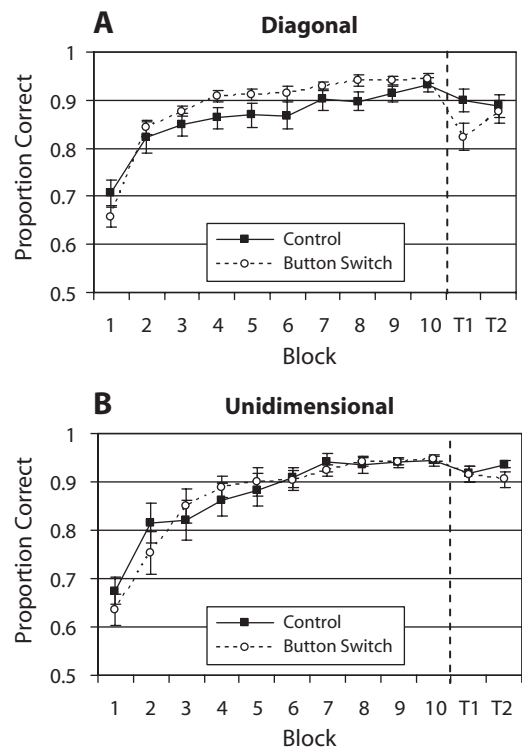 A Diagonal
Proportion Correct
1
0.9
0.8
0.7
0.6
0.5
Control
Button Switch
1 2 3 4 5 6 7 8 9 10 T1 T2
Block
B Unidimensional
Proportion Correct
1
0.9
0.8
0.7
0.6
0.5
Control
Button Switch
1 2 3 4 5 6 7 8 9 10 T1 T2
Block